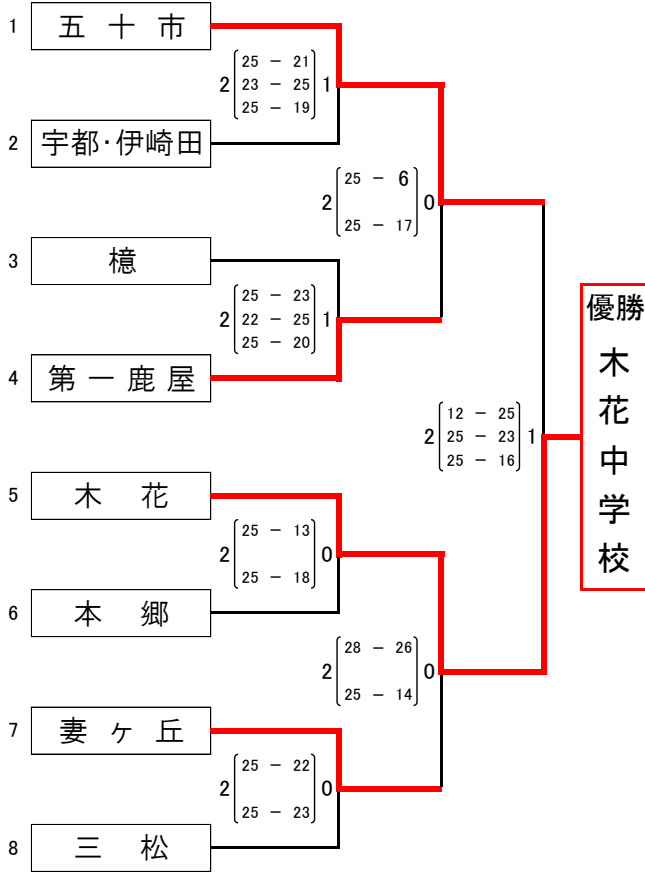 1 五十市
2 [25 － 21 / 23 － 25 / 25 － 19] 1
2 宇都･伊崎田
2 [25 － 6 / 25 － 17] 0
3 檍
2 [25 － 23 / 22 － 25 / 25 － 20] 1
4 第一鹿屋
2 [12 － 25 / 25 － 23 / 25 － 16] 1
5 木花
2 [25 － 13 / 25 － 18] 0
6 本郷
2 [28 － 26 / 25 － 14] 0
7 妻ヶ丘
2 [25 － 22 / 25 － 23] 0
8 三松
優勝
木花中学校